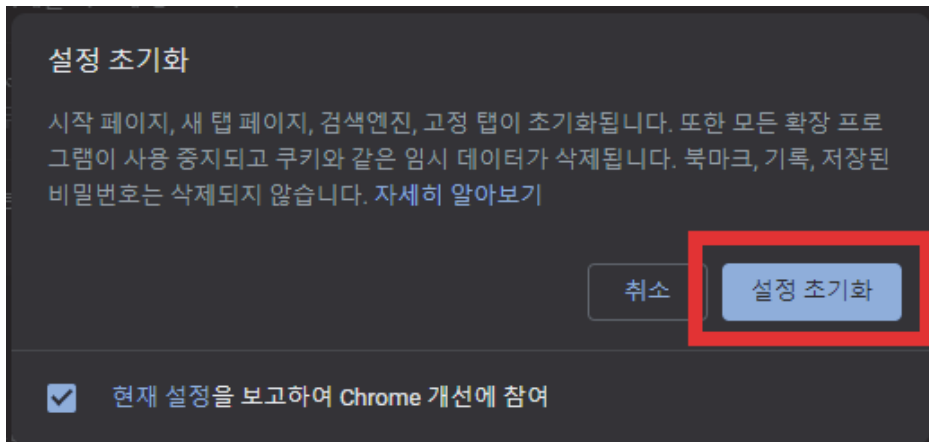 설정 초기화
시작 페이지, 새 탭 페이지, 검색엔진, 고정 탭이 초기화됩니다. 또한 모든 확장 프로
그램이 사용 중지되고 쿠키와 같은 임시 데이터가 삭제됩니다. 북마크, 기록, 저장된
비밀번호는 삭제되지 않습니다. 자세히 알아보기
취소 설정 초기화
현재 설정을 보고하여 Chrome 개선에 참여